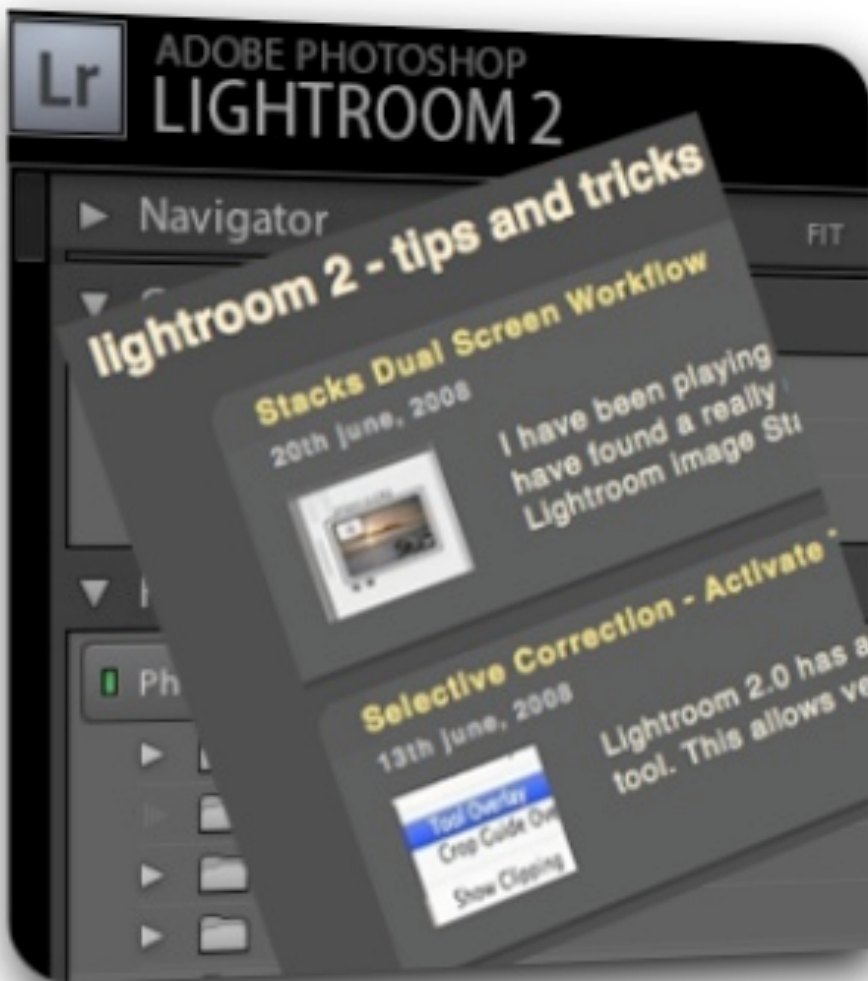 Lr
ADOBE PHOTOSHOP
LIGHTROOM 2
Navigator
FIT
lightroom 2 - tips and tricks
Stacks Dual Screen Workflow
20th june, 2008
I have been playing
have found a really
Lightroom image
Selective Correction - Activate
13th june, 2008
Lightroom 2.0 has a
tool. This allows
Tool Overlay
Crop Guide
Show Clipping